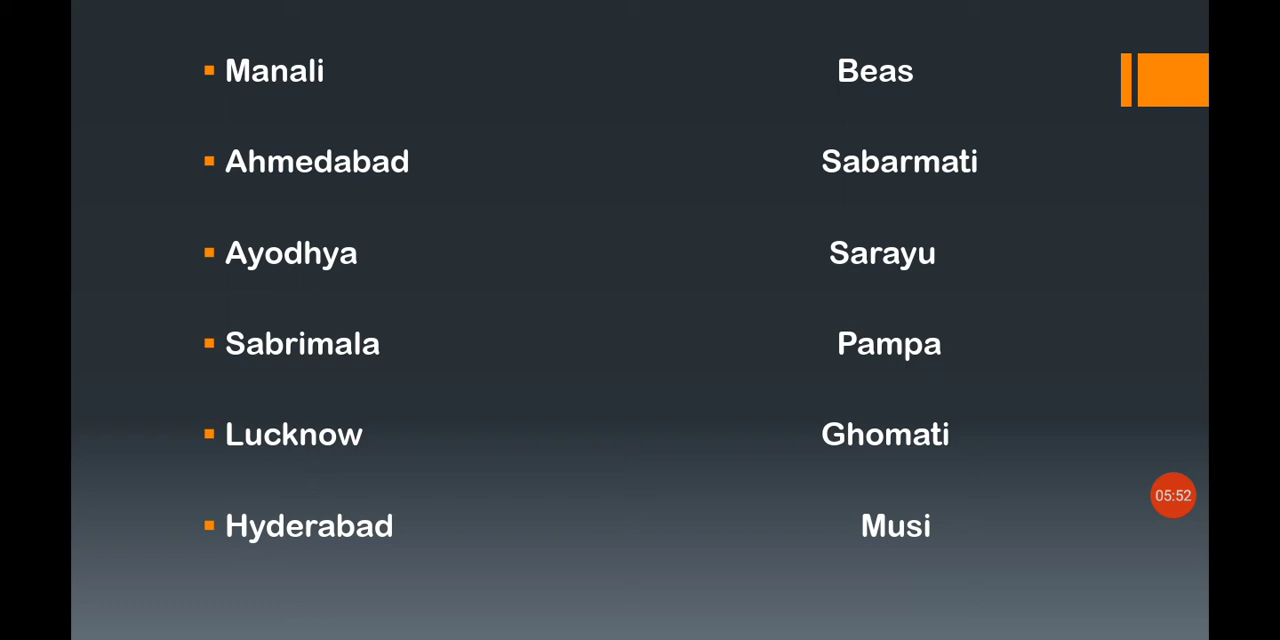 Manali Beas
Ahmedabad Sabarmati
Ayodhya Sarayu
Sabrimala Pampa
Lucknow Ghomati
05:52
Hyderabad Musi